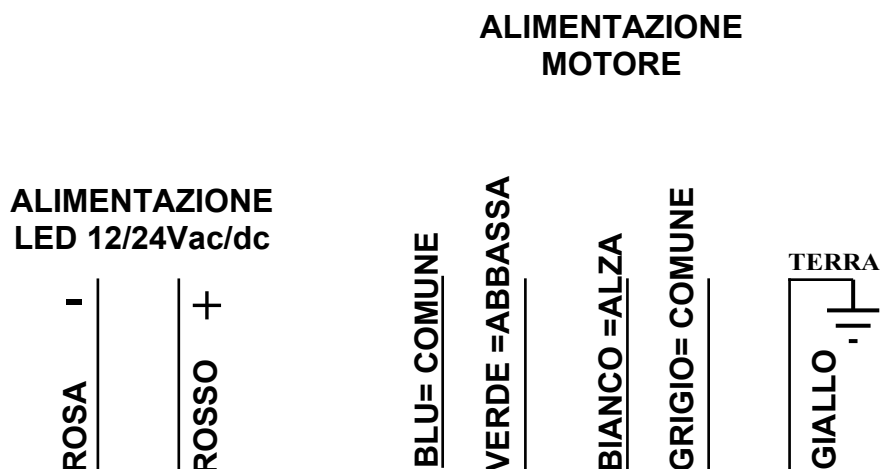 ALIMENTAZIONE
MOTORE
ALIMENTAZIONE
LED 12/24Vac/dc
-
+
ROSA
ROSSO
BLU= COMUNE
VERDE =ABBASSA
BIANCO =ALZA
GRIGIO= COMUNE
TERRA
GIALLO